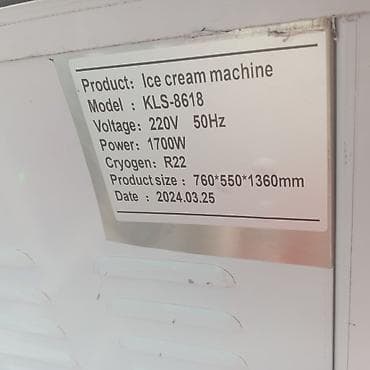 Product: Ice cream machine
Model : KLS-8618
Voltage: 220V 50Hz
Power: 1700W
Cryogen: R22
Product size : 760*550*1360mm
Date : 2024.03.25